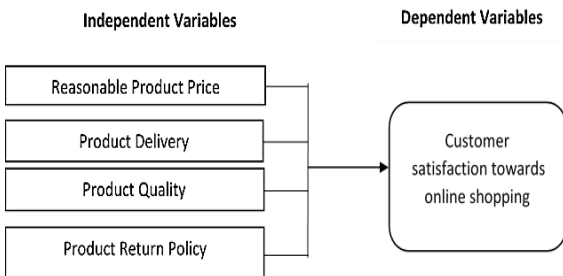 Independent Variables
Dependent Variables
Reasonable Product Price
Product Delivery
Product Quality
Product Return Policy
Customer
satisfaction towards
online shopping